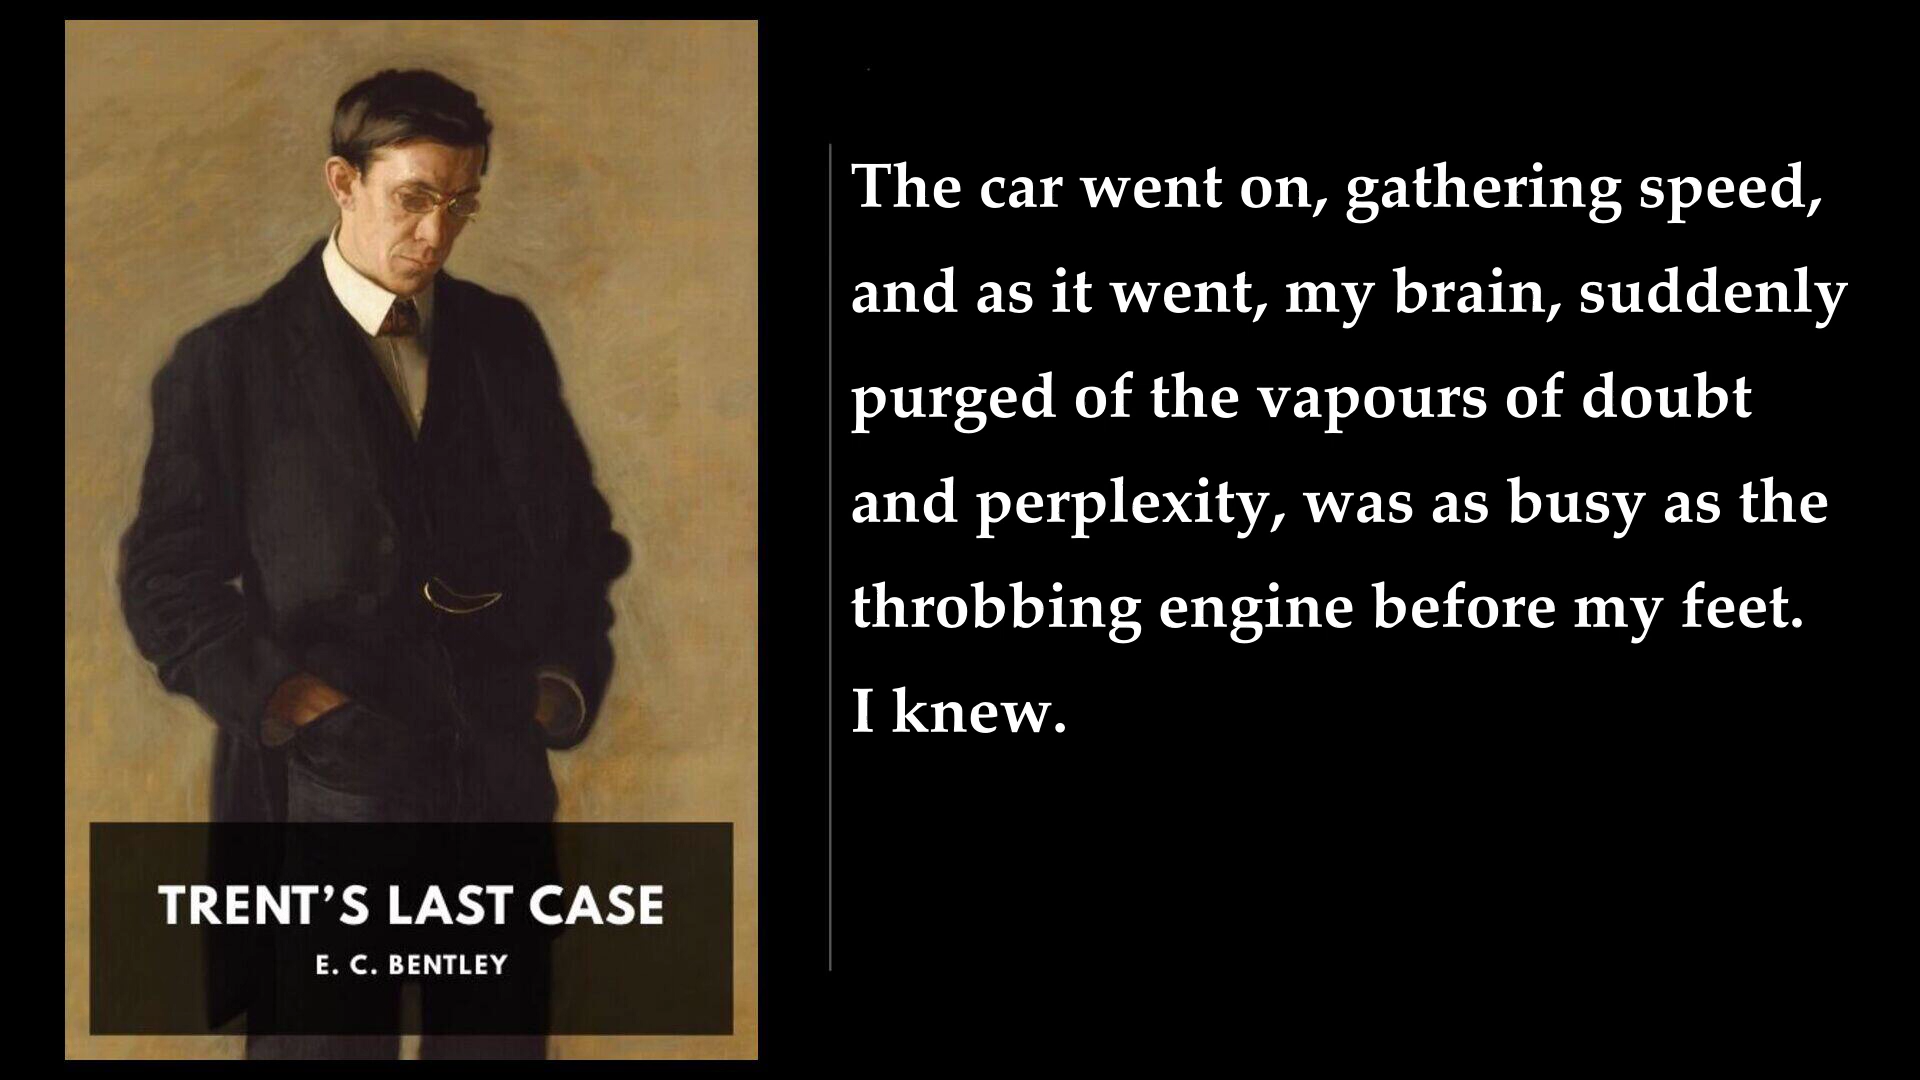 The car went on, gathering speed,
and as it went, my brain, suddenly
purged of the vapours of doubt
and perplexity, was as busy as the
throbbing engine before my feet.
I knew.
TRENT’S LAST CASE
E. C. BENTLEY